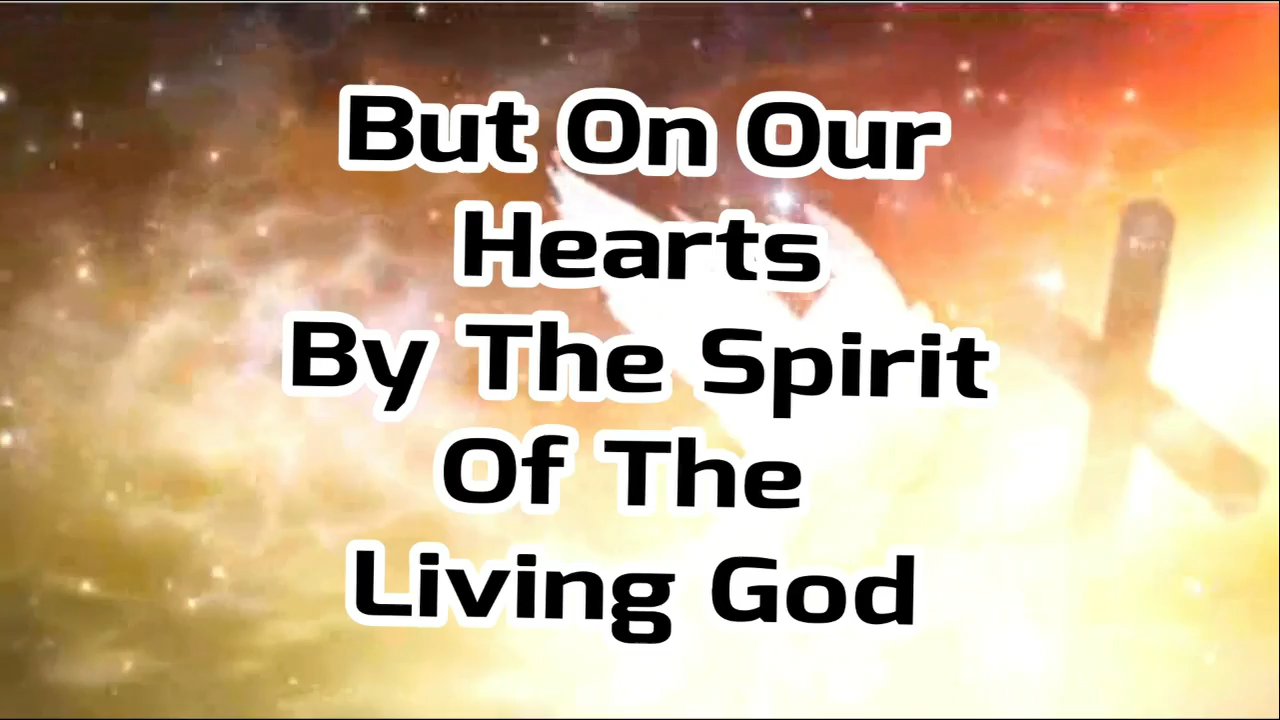 But On Our
Hearts
By The Spirit
Of The
Living God